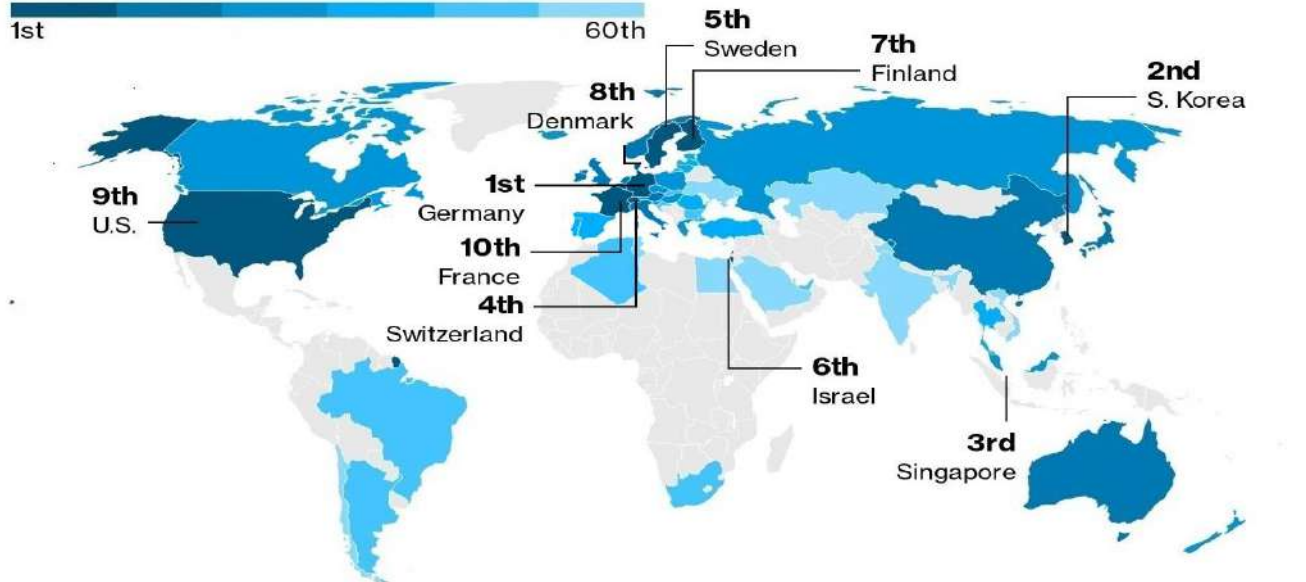 1st
60th
5th
Sweden
7th
Finland
2nd
S. Korea
8th
Denmark
9th
U.S.
1st
Germany
10th
France
4th
Switzerland
6th
Israel
3rd
Singapore